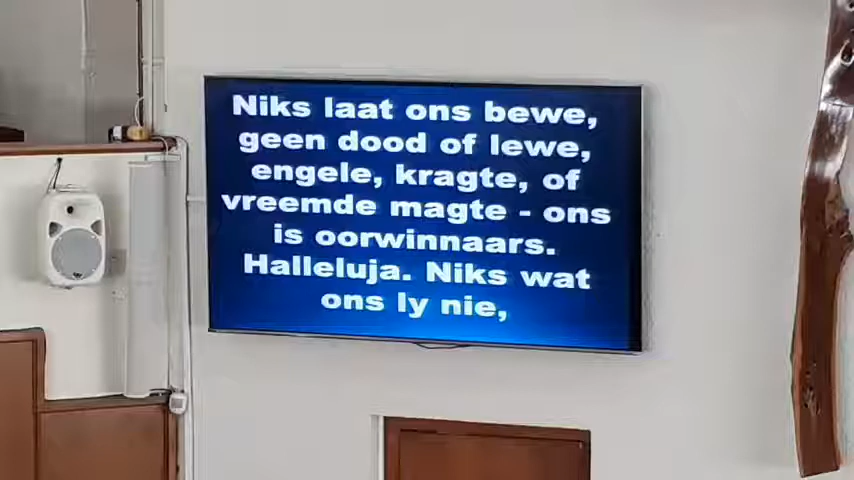 Niks laat ons bewe,
geen dood of lewe,
engele, kragte, of
vreemde magte - ons
is oorwinnaars.
Halleluja. Niks wat
ons ly nie,